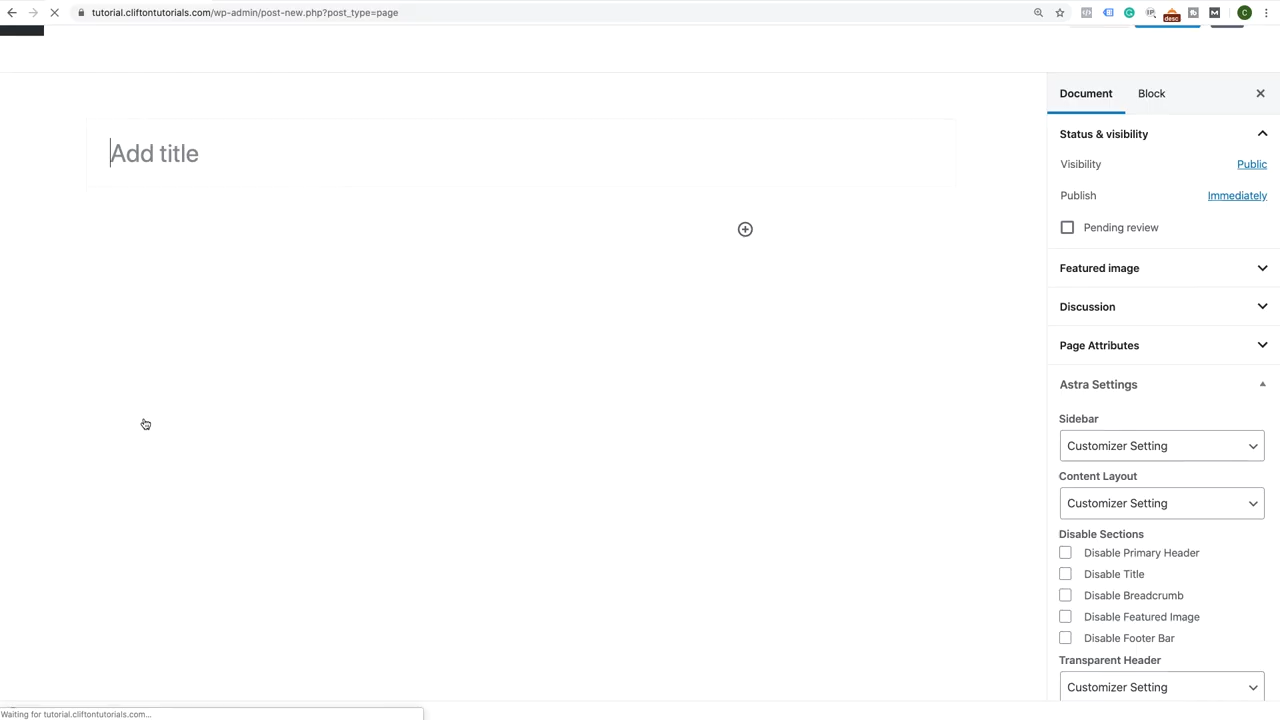 tutorial.cliftontutorials.com/wp-admin/post-new.php?post_type=page
desc
C
Document
Block
Add title
Status & visibility
Visibility
Public
Publish
Immediately
Pending review
Featured image
Discussion
Page Attributes
Astra Settings
Sidebar
Customizer Setting
Content Layout
Customizer Setting
Disable Sections
Disable Primary Header
Disable Title
Disable Breadcrumb
Disable Featured Image
Disable Footer Bar
Transparent Header
Customizer Setting
Waiting for tutorial.cliftontutorials.com...